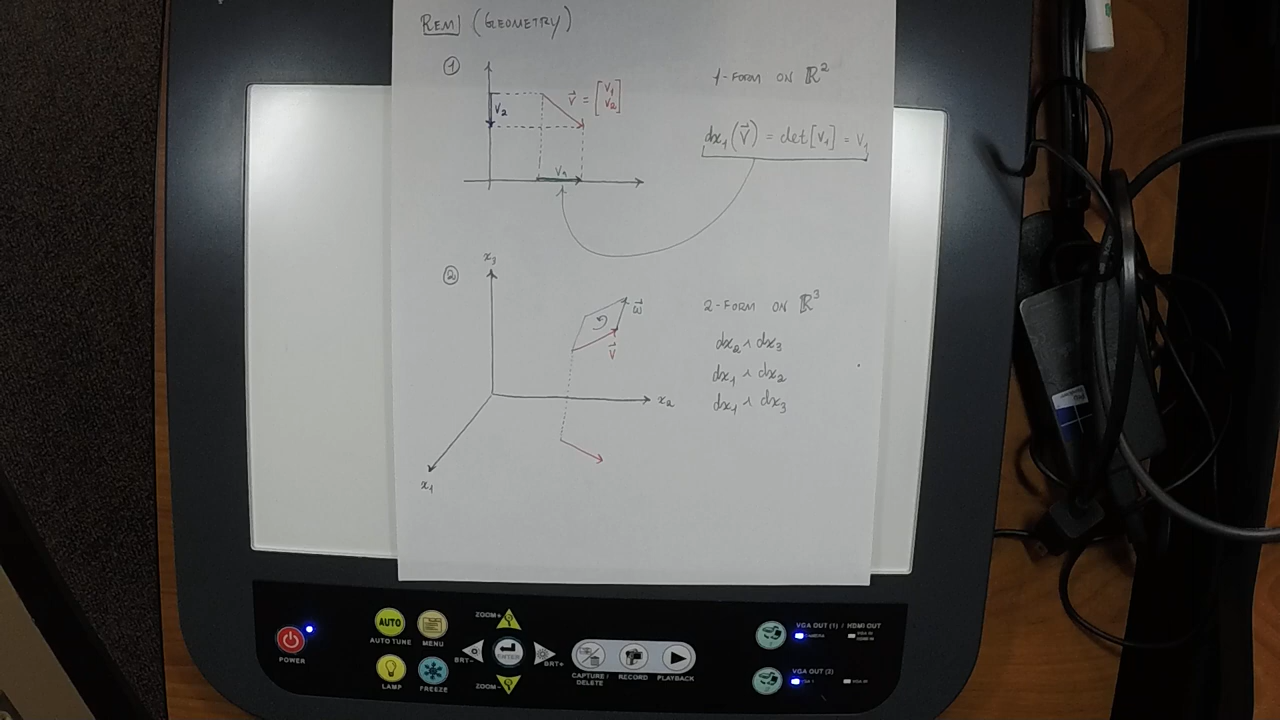 REM (GEOMETRY)
①
V₂
v⃗ = [v₁ v₂]
V₁
1-FORM ON ℝ²
dx₁(v⃗) = det[v₁] = v₁
②
x₃
w⃗
v⃗
x₂
x₁
2-FORM ON ℝ³
dx₂ ∧ dx₃
dx₁ ∧ dx₂
dx₁ ∧ dx₃
POWER
AUTO
AUTO TUNE
MENU
LAMP
FREEZE
ZOOM+
BRT-
BRT+
ZOOM-
CAPTURE / DELETE
RECORD
PLAYBACK
VGA OUT (1) / HDMI OUT
CAMERA
VGA OUT (2)